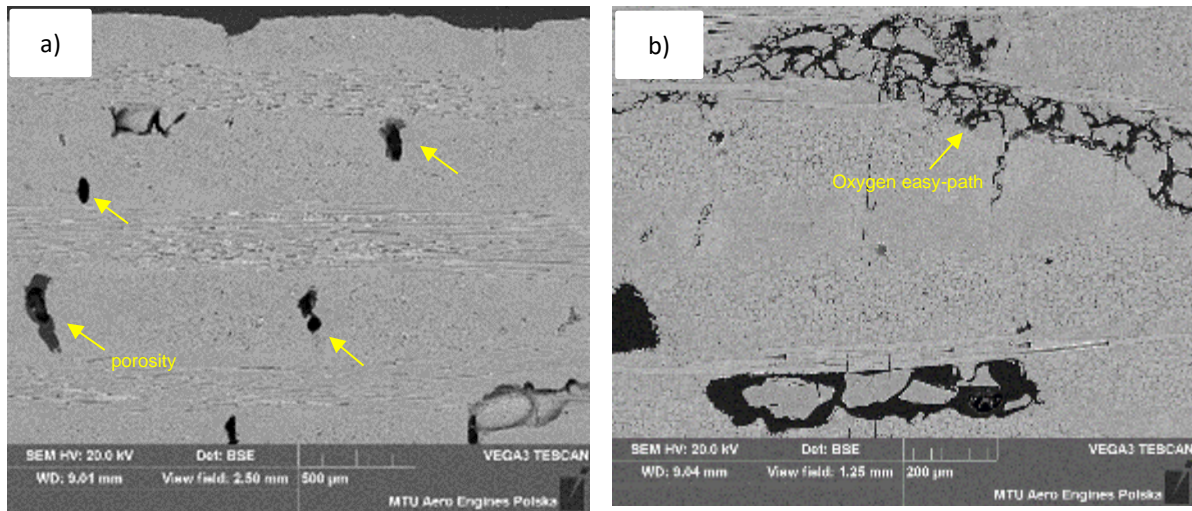 a)
porosity
SEM HV: 20.0 kV
Det: BSE
VEGA3 TESCAN
WD: 9.01 mm
View field: 2.50 mm
500 µm
MTU Aero Engines Polska
b)
Oxygen easy-path
SEM HV: 20.0 kV
Det: BSE
VEGA3 TESCAN
WD: 9.04 mm
View field: 1.25 mm
200 µm
MTU Aero Engines Polska